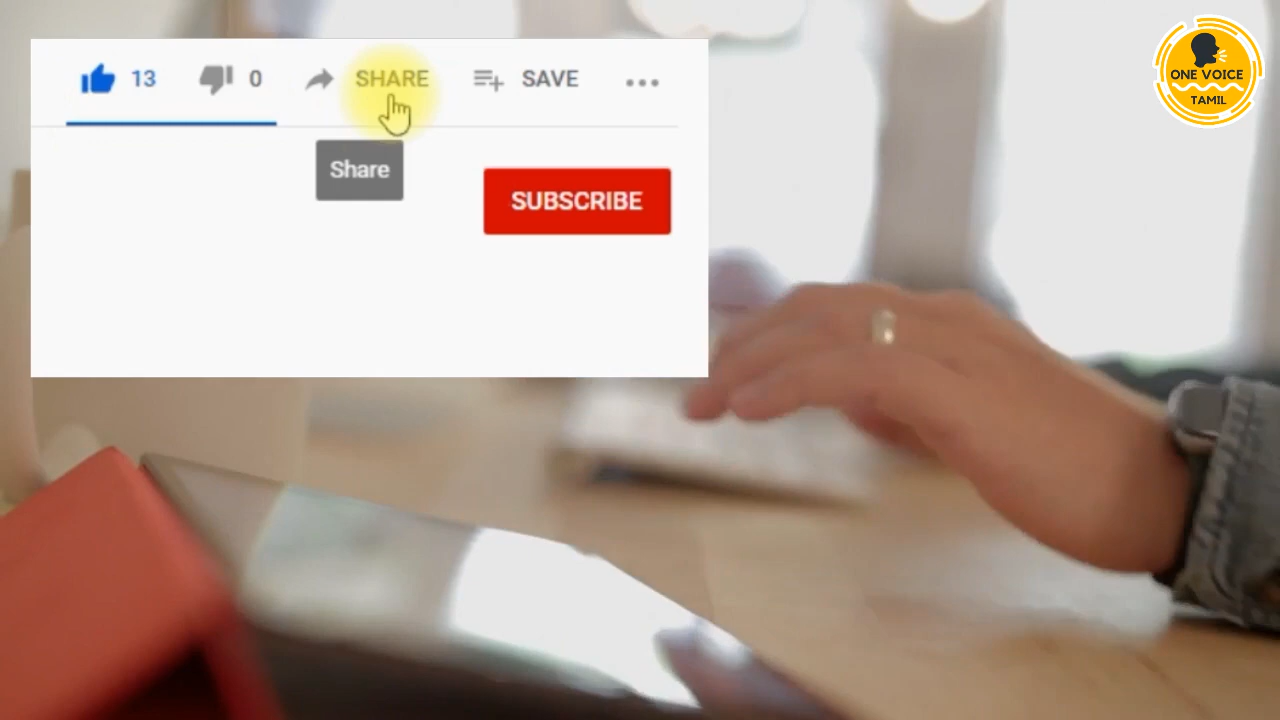 13 0 SHARE SAVE
Share
SUBSCRIBE
ONE VOICE
TAMIL